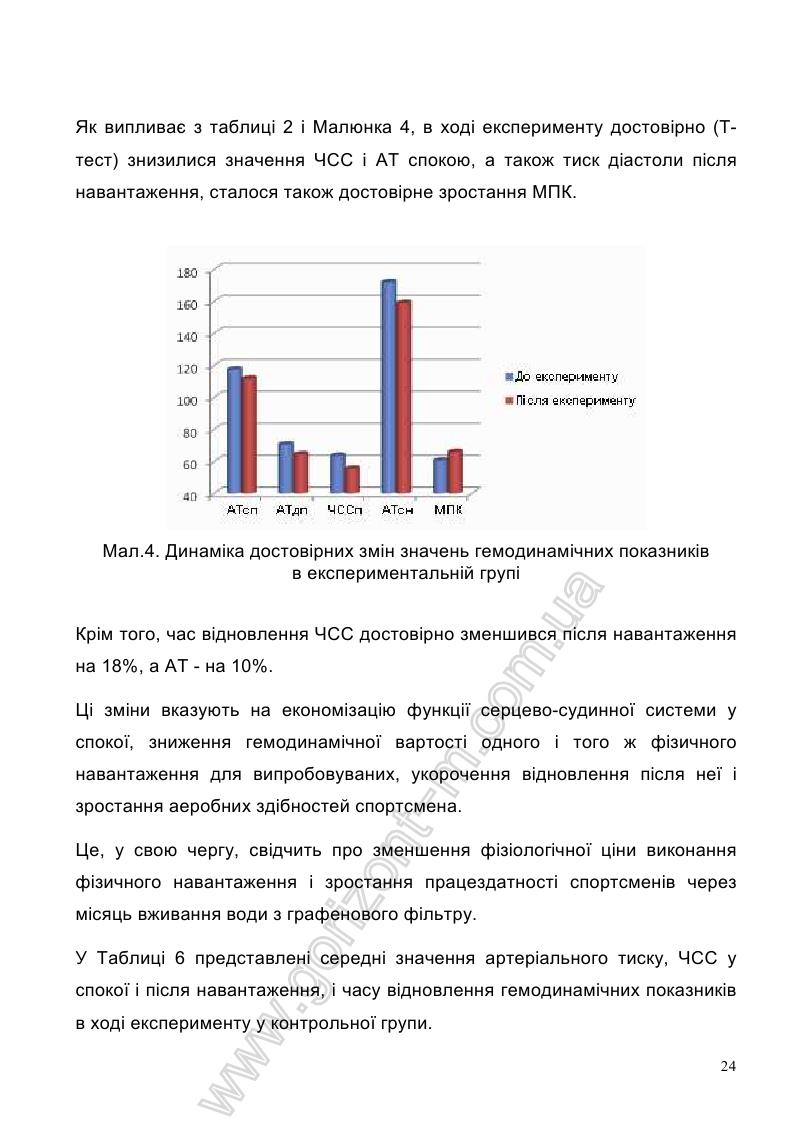 Як випливає з таблиці 2 і Малюнка 4, в ході експерименту достовірно (Т-
тест) знизилися значення ЧСС і АТ спокою, а також тиск діастоли після
навантаження, сталося також достовірне зростання МПК.
180
160
140
120
100
80
60
40
АТсп АТдп ЧССп АТсн МПК
До експерименту
Після експерименту
Мал.4. Динаміка достовірних змін значень гемодинамічних показників
в експериментальній групі
Крім того, час відновлення ЧСС достовірно зменшився після навантаження
на 18%, а АТ - на 10%.
Ці зміни вказують на економізацію функції серцево-судинної системи у
спокої, зниження гемодинамічної вартості одного і того ж фізичного
навантаження для випробовуваних, укорочення відновлення після неї і
зростання аеробних здібностей спортсмена.
Це, у свою чергу, свідчить про зменшення фізіологічної ціни виконання
фізичного навантаження і зростання працездатності спортсменів через
місяць вживання води з графенового фільтру.
У Таблиці 6 представлені середні значення артеріального тиску, ЧСС у
спокої і після навантаження, і часу відновлення гемодинамічних показників
в ході експерименту у контрольної групи.
www.gorizont-m.com.ua
24